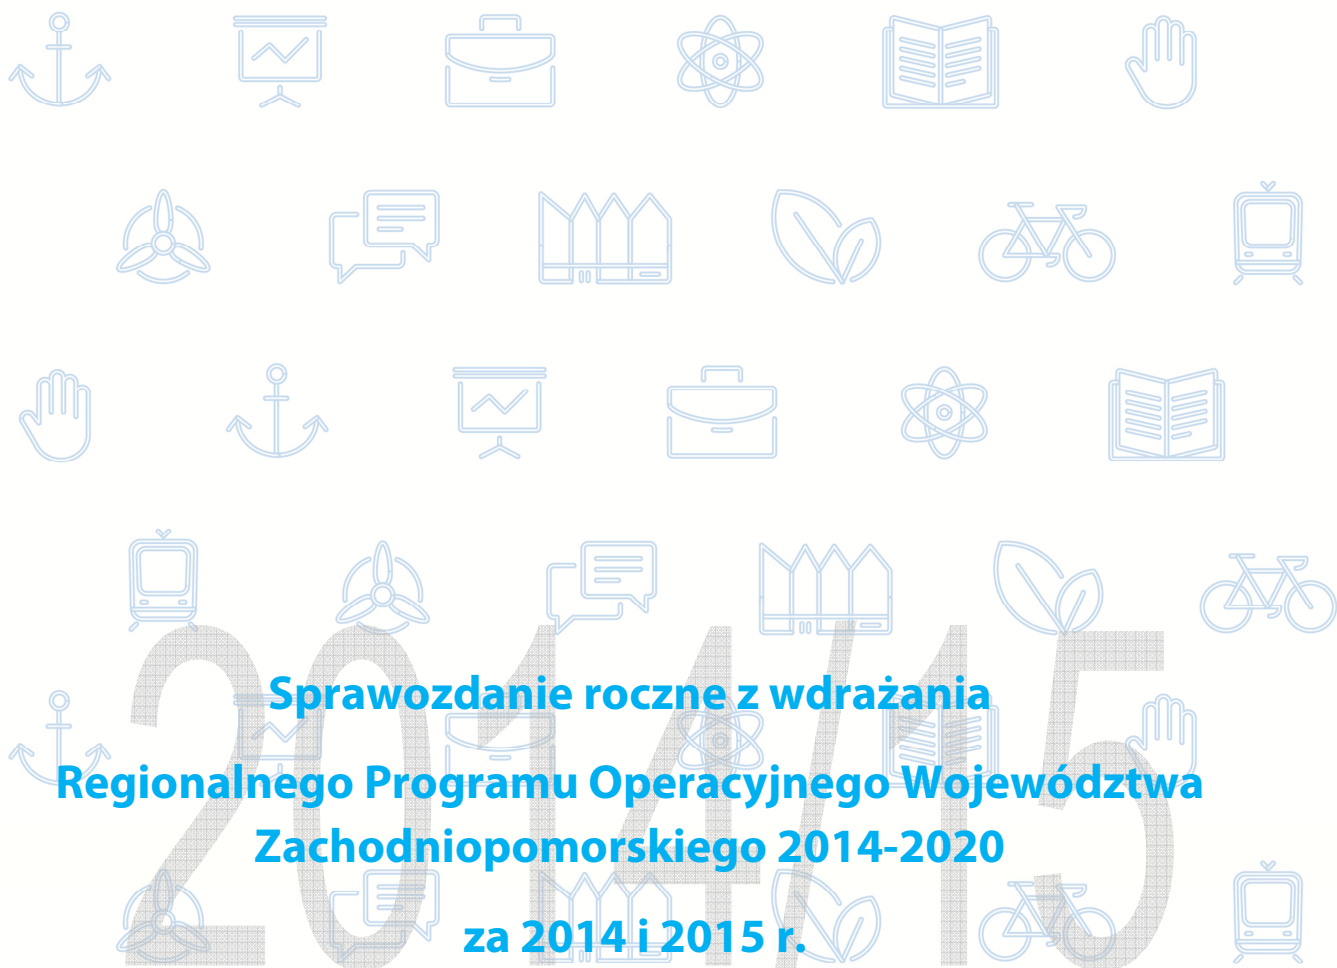 2014/15
Sprawozdanie roczne z wdrażania
Regionalnego Programu Operacyjnego Województwa
Zachodniopomorskiego 2014-2020
za 2014 i 2015 r.